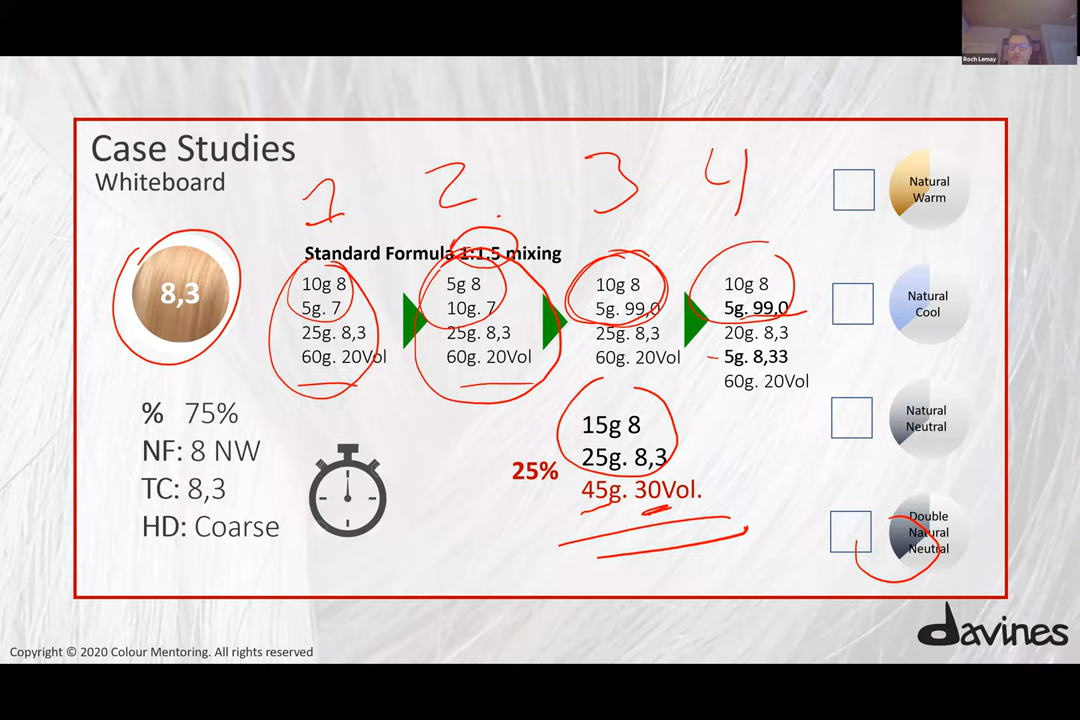 Roch Lemay
Case Studies
Whiteboard
1 2. 3 4
Standard Formula 1:1.5 mixing
8,3
10g 8
5g. 7
25g. 8,3
60g. 20Vol
5g 8
10g. 7
25g. 8,3
60g. 20Vol
10g 8
5g. 99,0
25g. 8,3
60g. 20Vol
10g 8
5g. 99,0
20g. 8,3
5g. 8,33
60g. 20Vol
% 75%
NF: 8 NW
TC: 8,3
HD: Coarse
25%
15g 8
25g. 8,3
45g. 30Vol.
Natural
Warm
Natural
Cool
Natural
Neutral
Double
Natural
Neutral
davines
Copyright © 2020 Colour Mentoring. All rights reserved